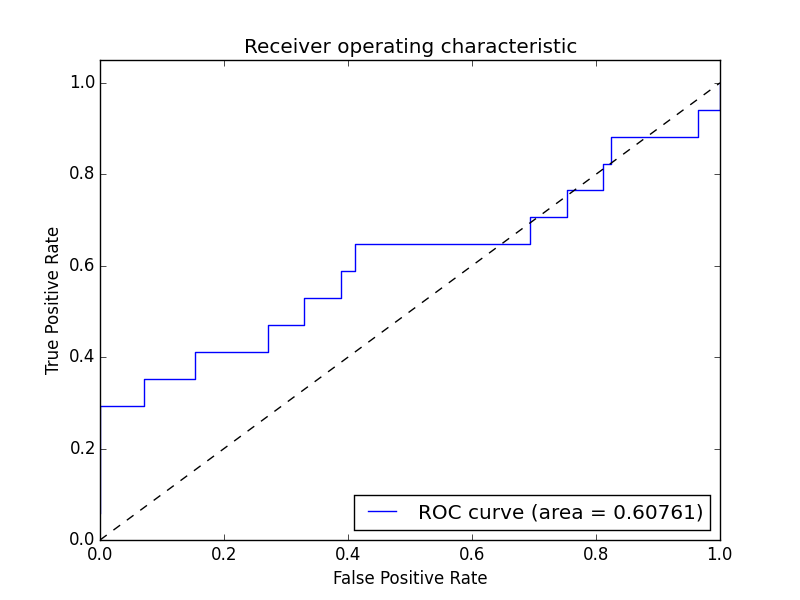 Receiver operating characteristic
1.0
0.8
0.6
0.4
0.2
0.0
True Positive Rate
ROC curve (area = 0.60761)
0.0 0.2 0.4 0.6 0.8 1.0
False Positive Rate